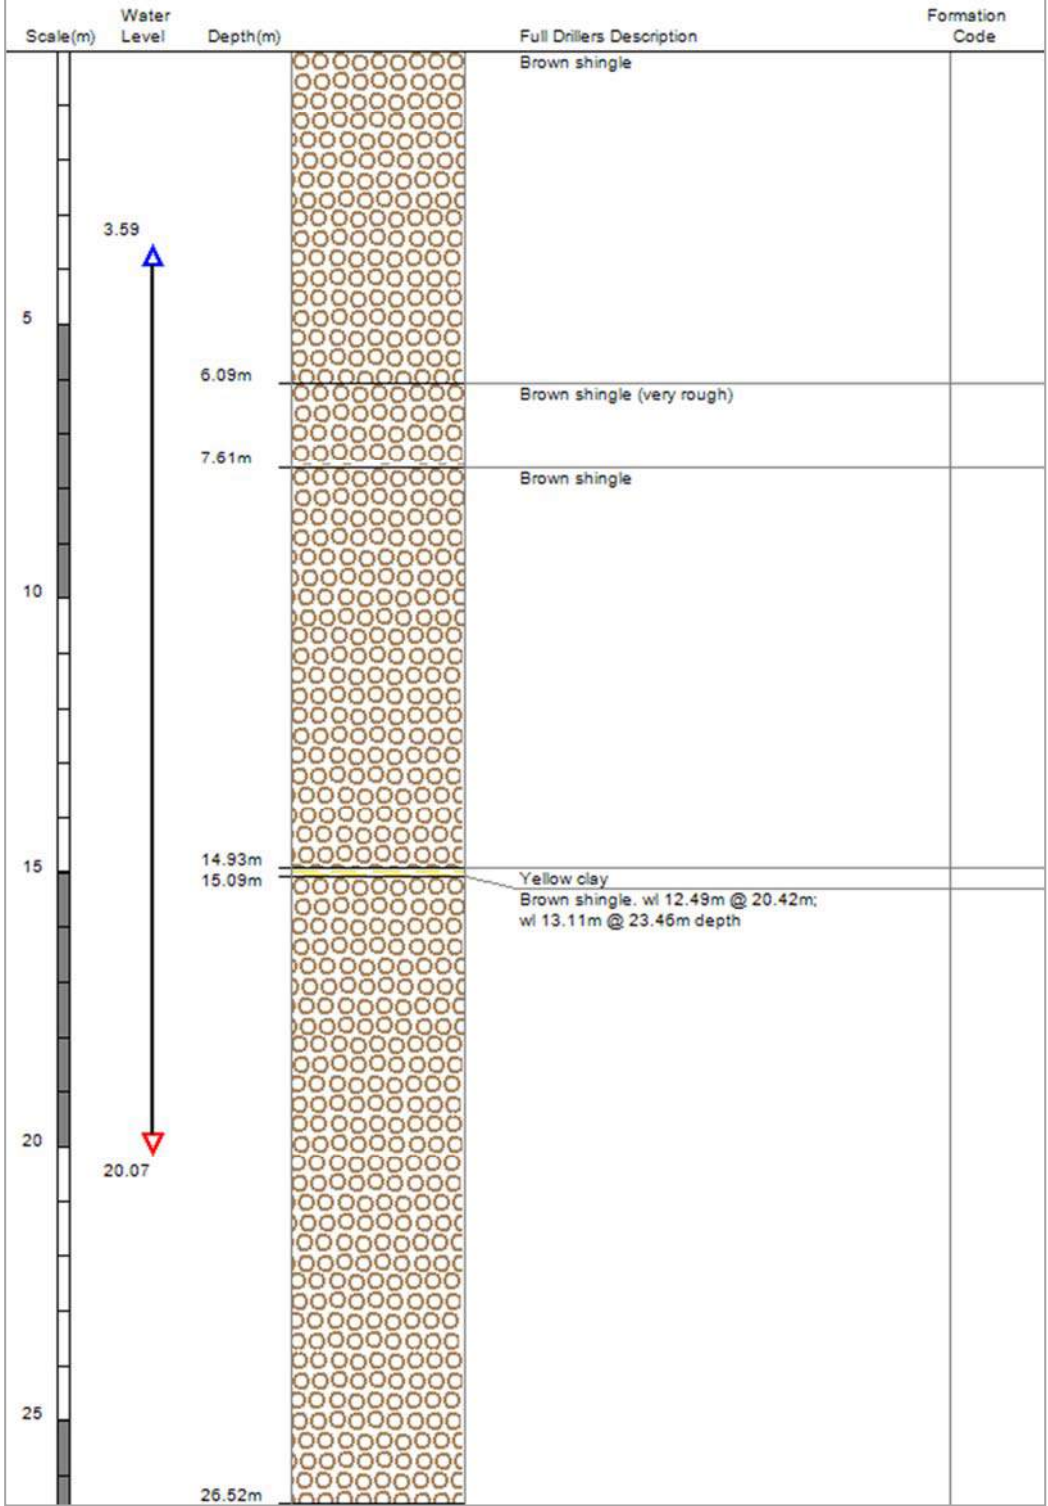 Scale(m) Water Level Depth(m) Full Drillers Description Formation Code
Brown shingle
3.59
5
6.09m
Brown shingle (very rough)
7.61m
Brown shingle
10
14.93m
15
15.09m
Yellow clay
Brown shingle. wl 12.49m @ 20.42m;
wl 13.11m @ 23.46m depth
20
20.07
25
26.52m